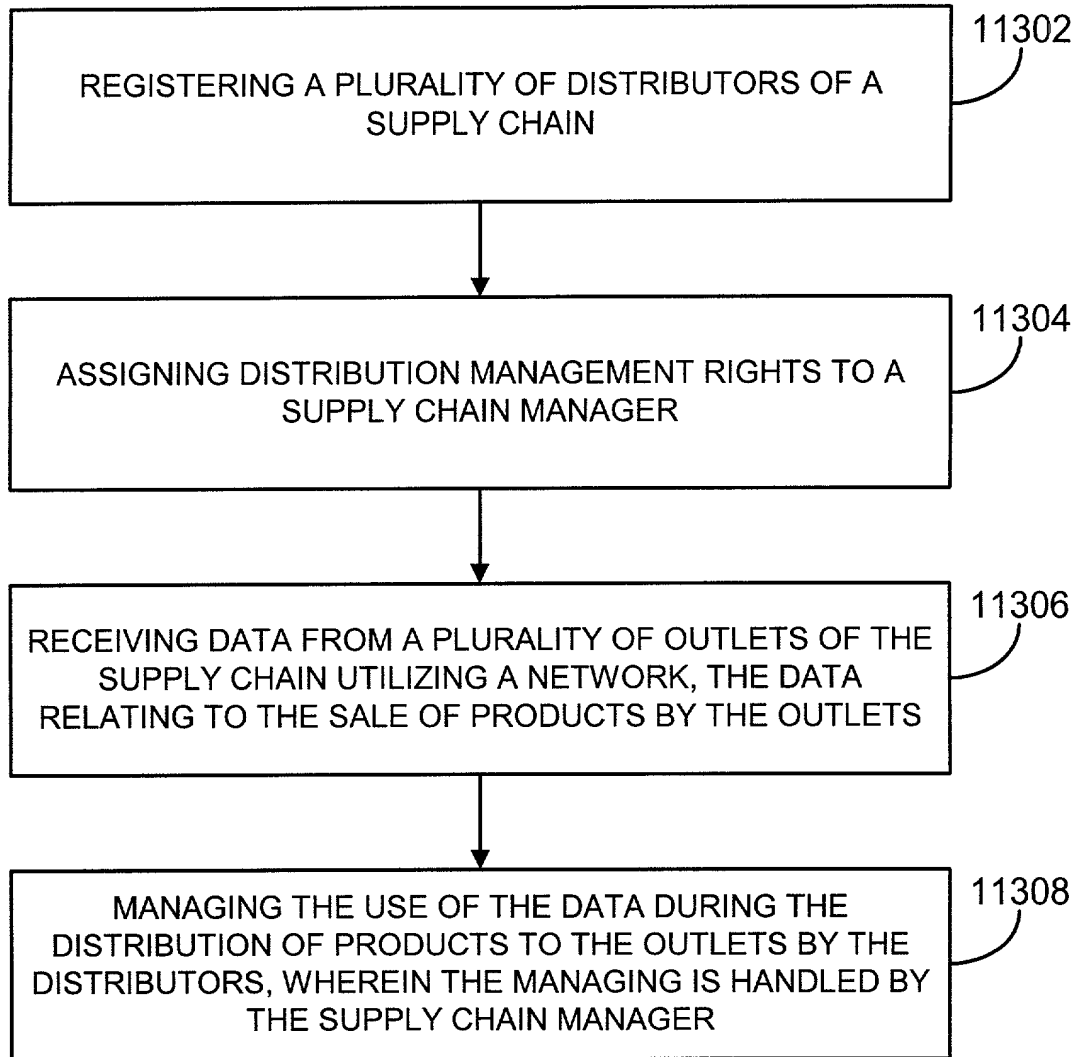 11302
REGISTERING A PLURALITY OF DISTRIBUTORS OF A
SUPPLY CHAIN
11304
ASSIGNING DISTRIBUTION MANAGEMENT RIGHTS TO A
SUPPLY CHAIN MANAGER
11306
RECEIVING DATA FROM A PLURALITY OF OUTLETS OF THE
SUPPLY CHAIN UTILIZING A NETWORK, THE DATA
RELATING TO THE SALE OF PRODUCTS BY THE OUTLETS
11308
MANAGING THE USE OF THE DATA DURING THE
DISTRIBUTION OF PRODUCTS TO THE OUTLETS BY THE
DISTRIBUTORS, WHEREIN THE MANAGING IS HANDLED BY
THE SUPPLY CHAIN MANAGER